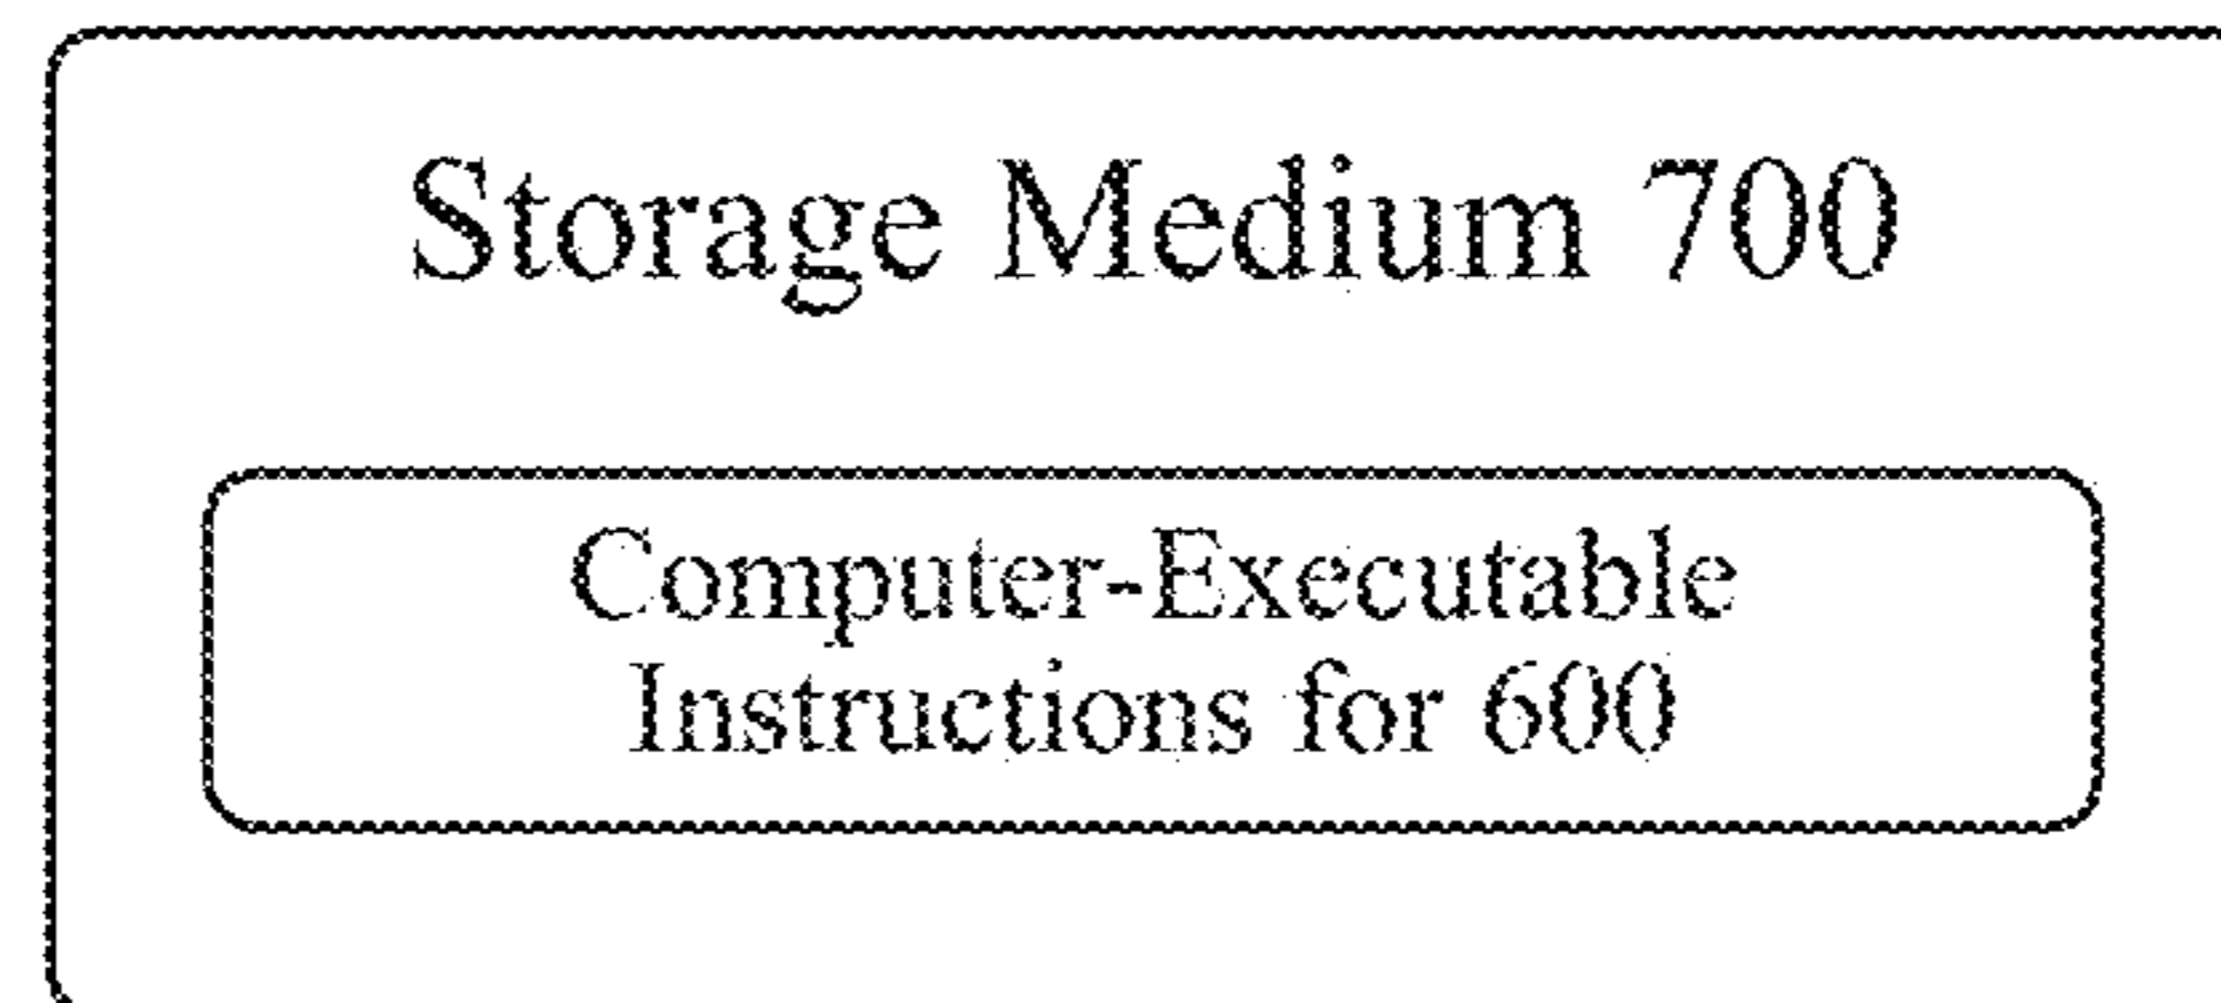 Storage Medium 700
Computer-Executable
Instructions for 600